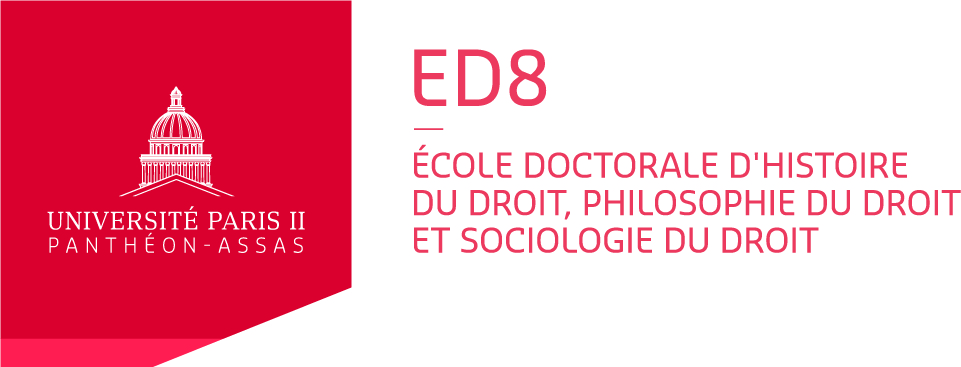 UNIVERSITÉ PARIS II
PANTHÉON-ASSAS
ED8
ÉCOLE DOCTORALE D'HISTOIRE
DU DROIT, PHILOSOPHIE DU DROIT
ET SOCIOLOGIE DU DROIT